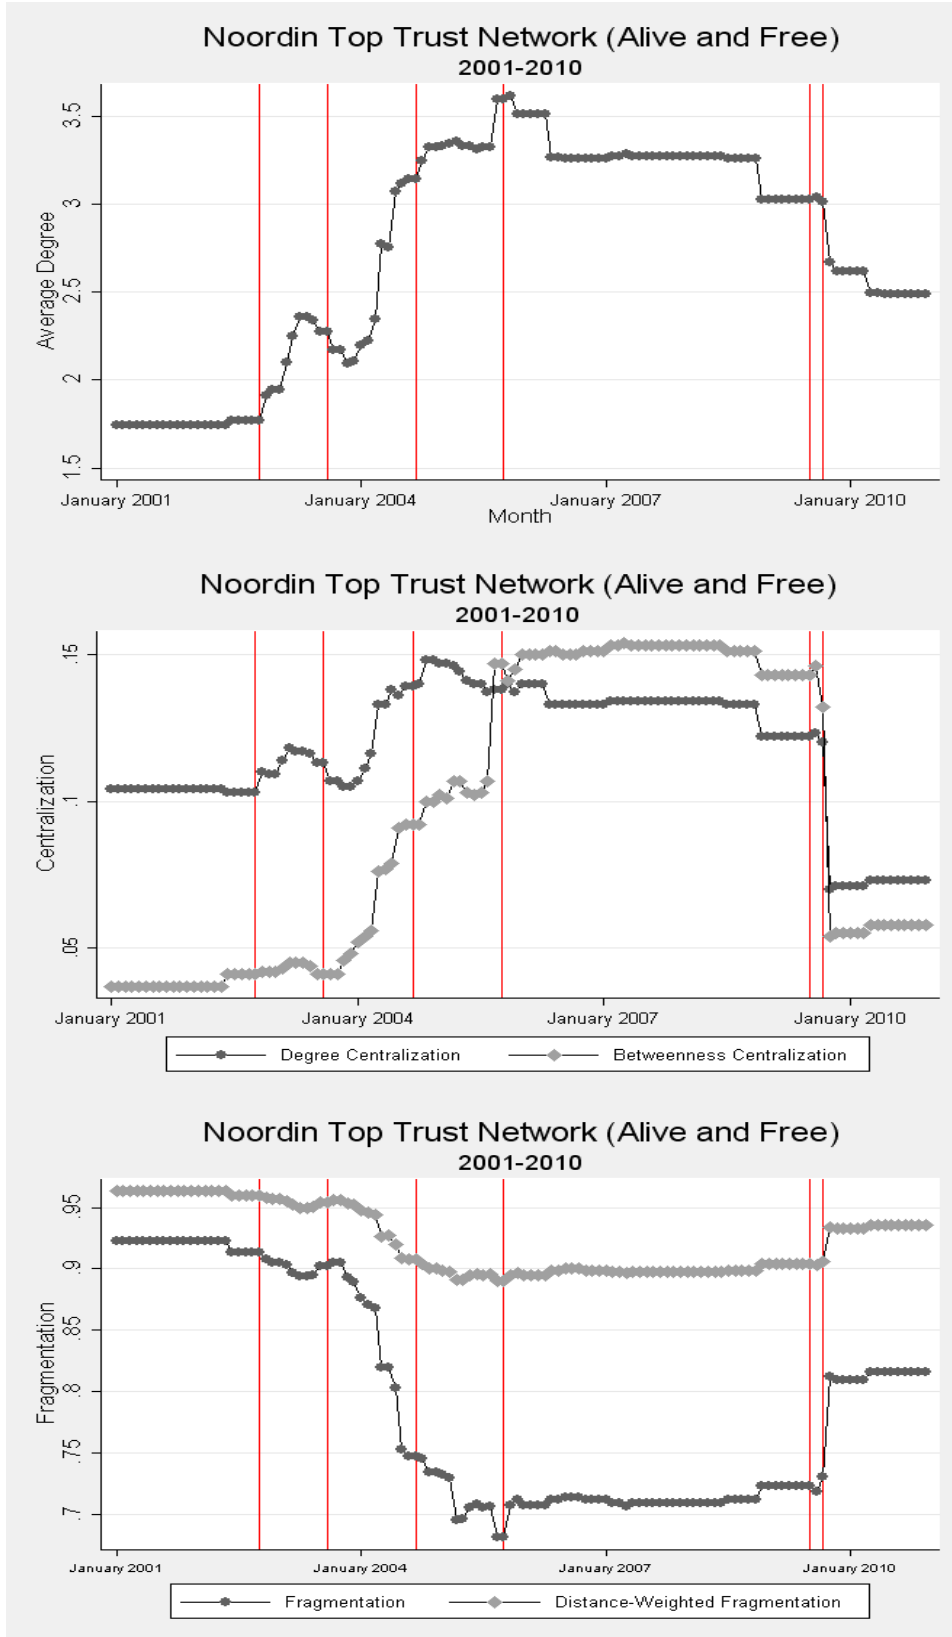 Noordin Top Trust Network (Alive and Free)
2001-2010
Average Degree
3.5
3
2.5
2
1.5
January 2001 January 2004 January 2007 January 2010
Month
Noordin Top Trust Network (Alive and Free)
2001-2010
Centralization
.15
.1
.05
January 2001 January 2004 January 2007 January 2010
Degree Centralization Betweenness Centralization
Noordin Top Trust Network (Alive and Free)
2001-2010
Fragmentation
.95
.9
.85
.8
.75
.7
January 2001 January 2004 January 2007 January 2010
Fragmentation Distance-Weighted Fragmentation